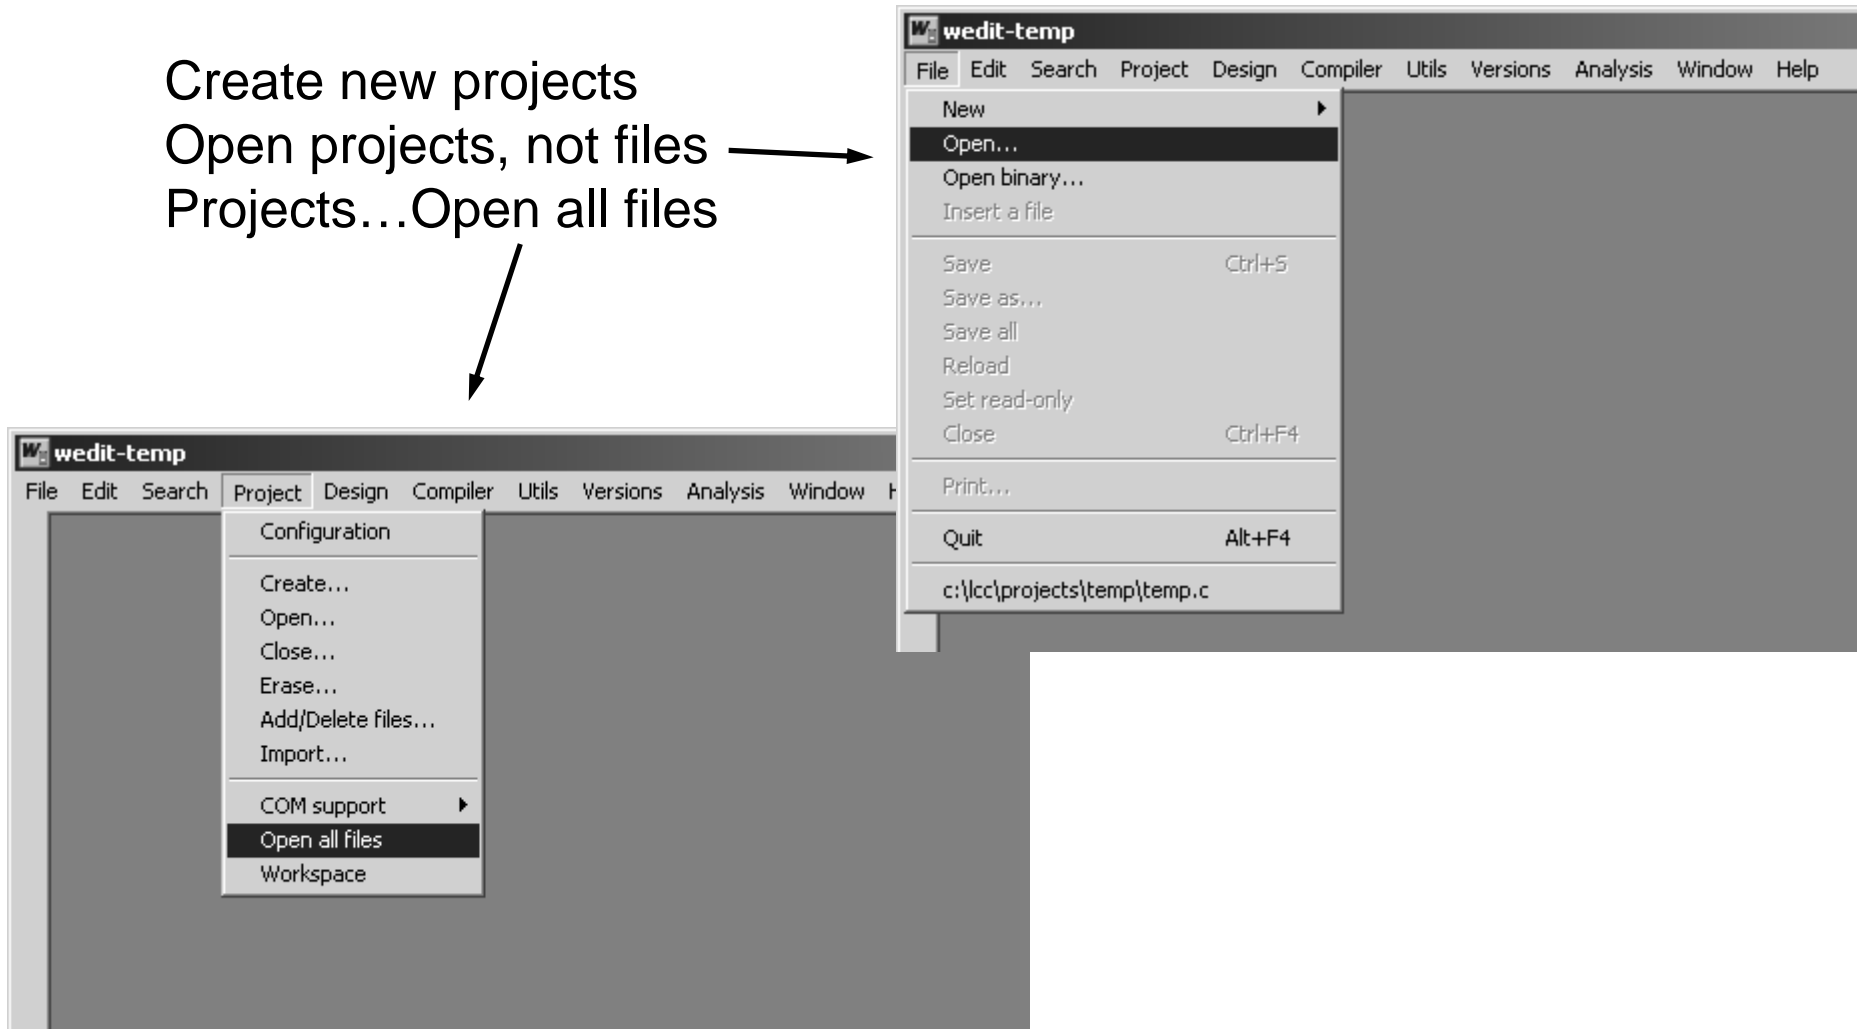 Create new projects
Open projects, not files
Projects…Open all files
wedit-temp
File Edit Search Project Design Compiler Utils Versions Analysis Window Help
New
Open...
Open binary...
Insert a file
Save Ctrl+S
Save as...
Save all
Reload
Set read-only
Close Ctrl+F4
Print...
Quit Alt+F4
c:\lcc\projects\temp\temp.c
wedit-temp
File Edit Search Project Design Compiler Utils Versions Analysis Window
Configuration
Create...
Open...
Close...
Erase...
Add/Delete files...
Import...
COM support
Open all files
Workspace